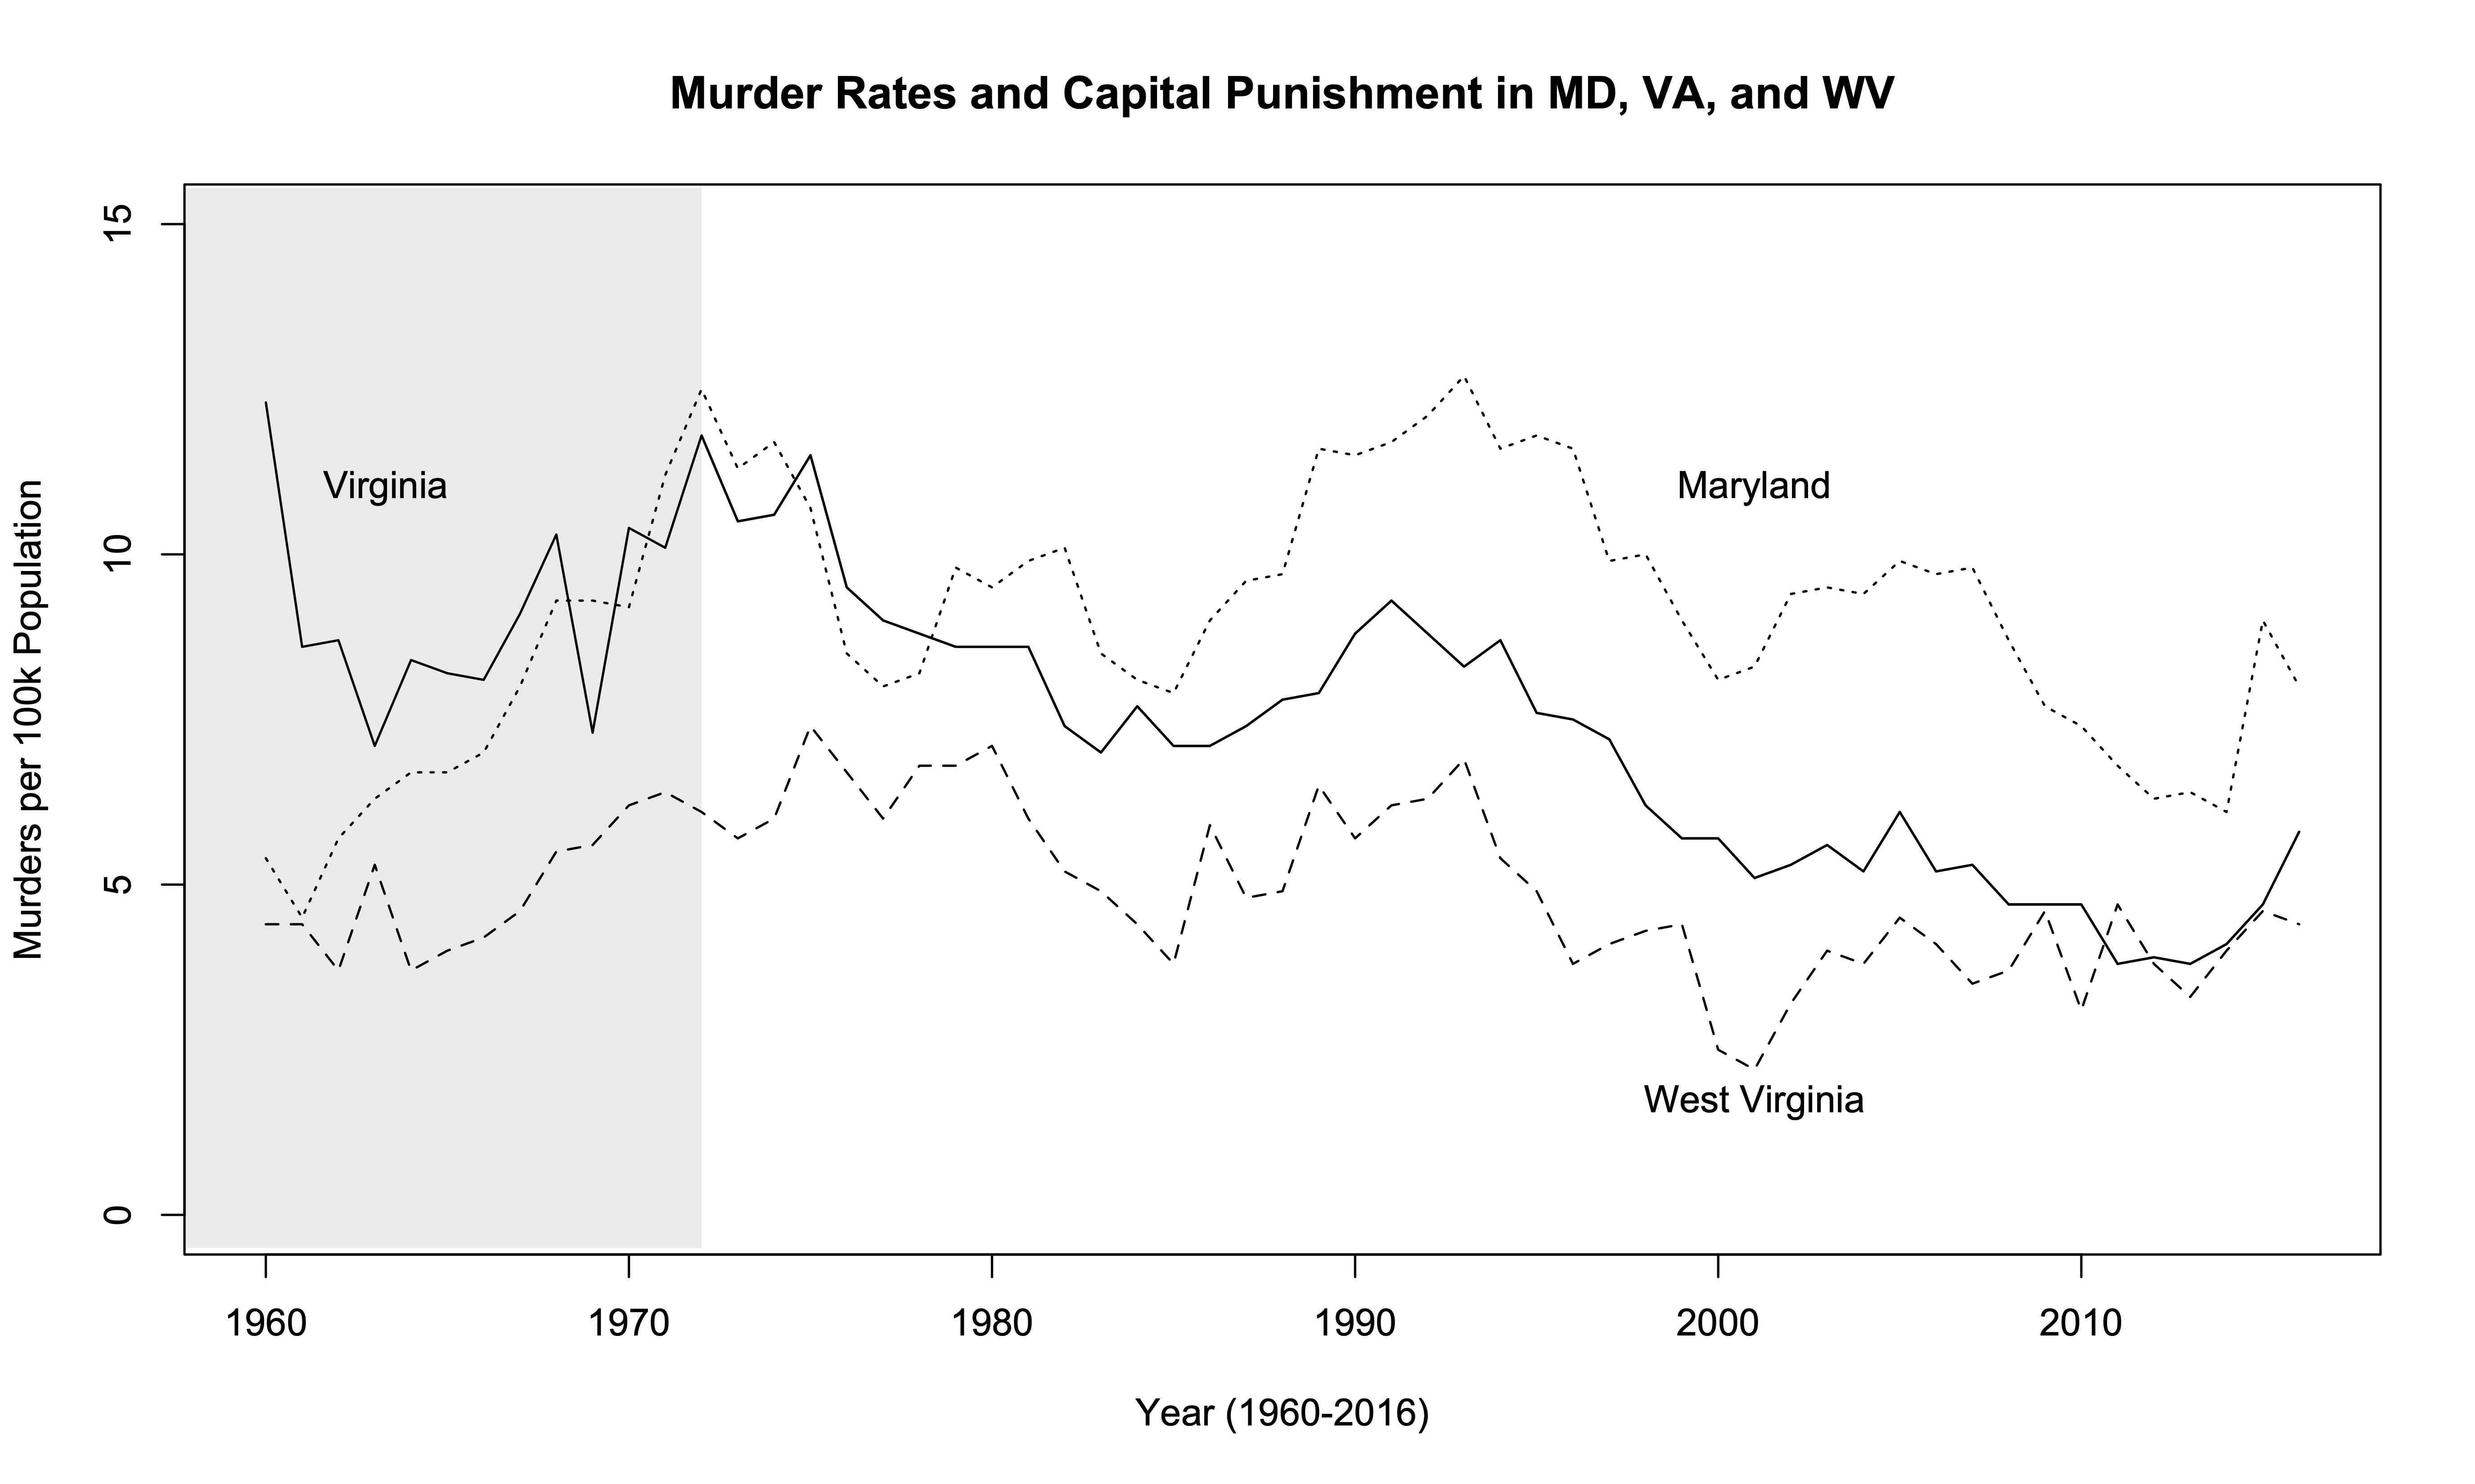 Murder Rates and Capital Punishment in MD, VA, and WV
Murders per 100k Population
15
10
5
0
Virginia
Maryland
West Virginia
1960
1970
1980
1990
2000
2010
Year (1960-2016)